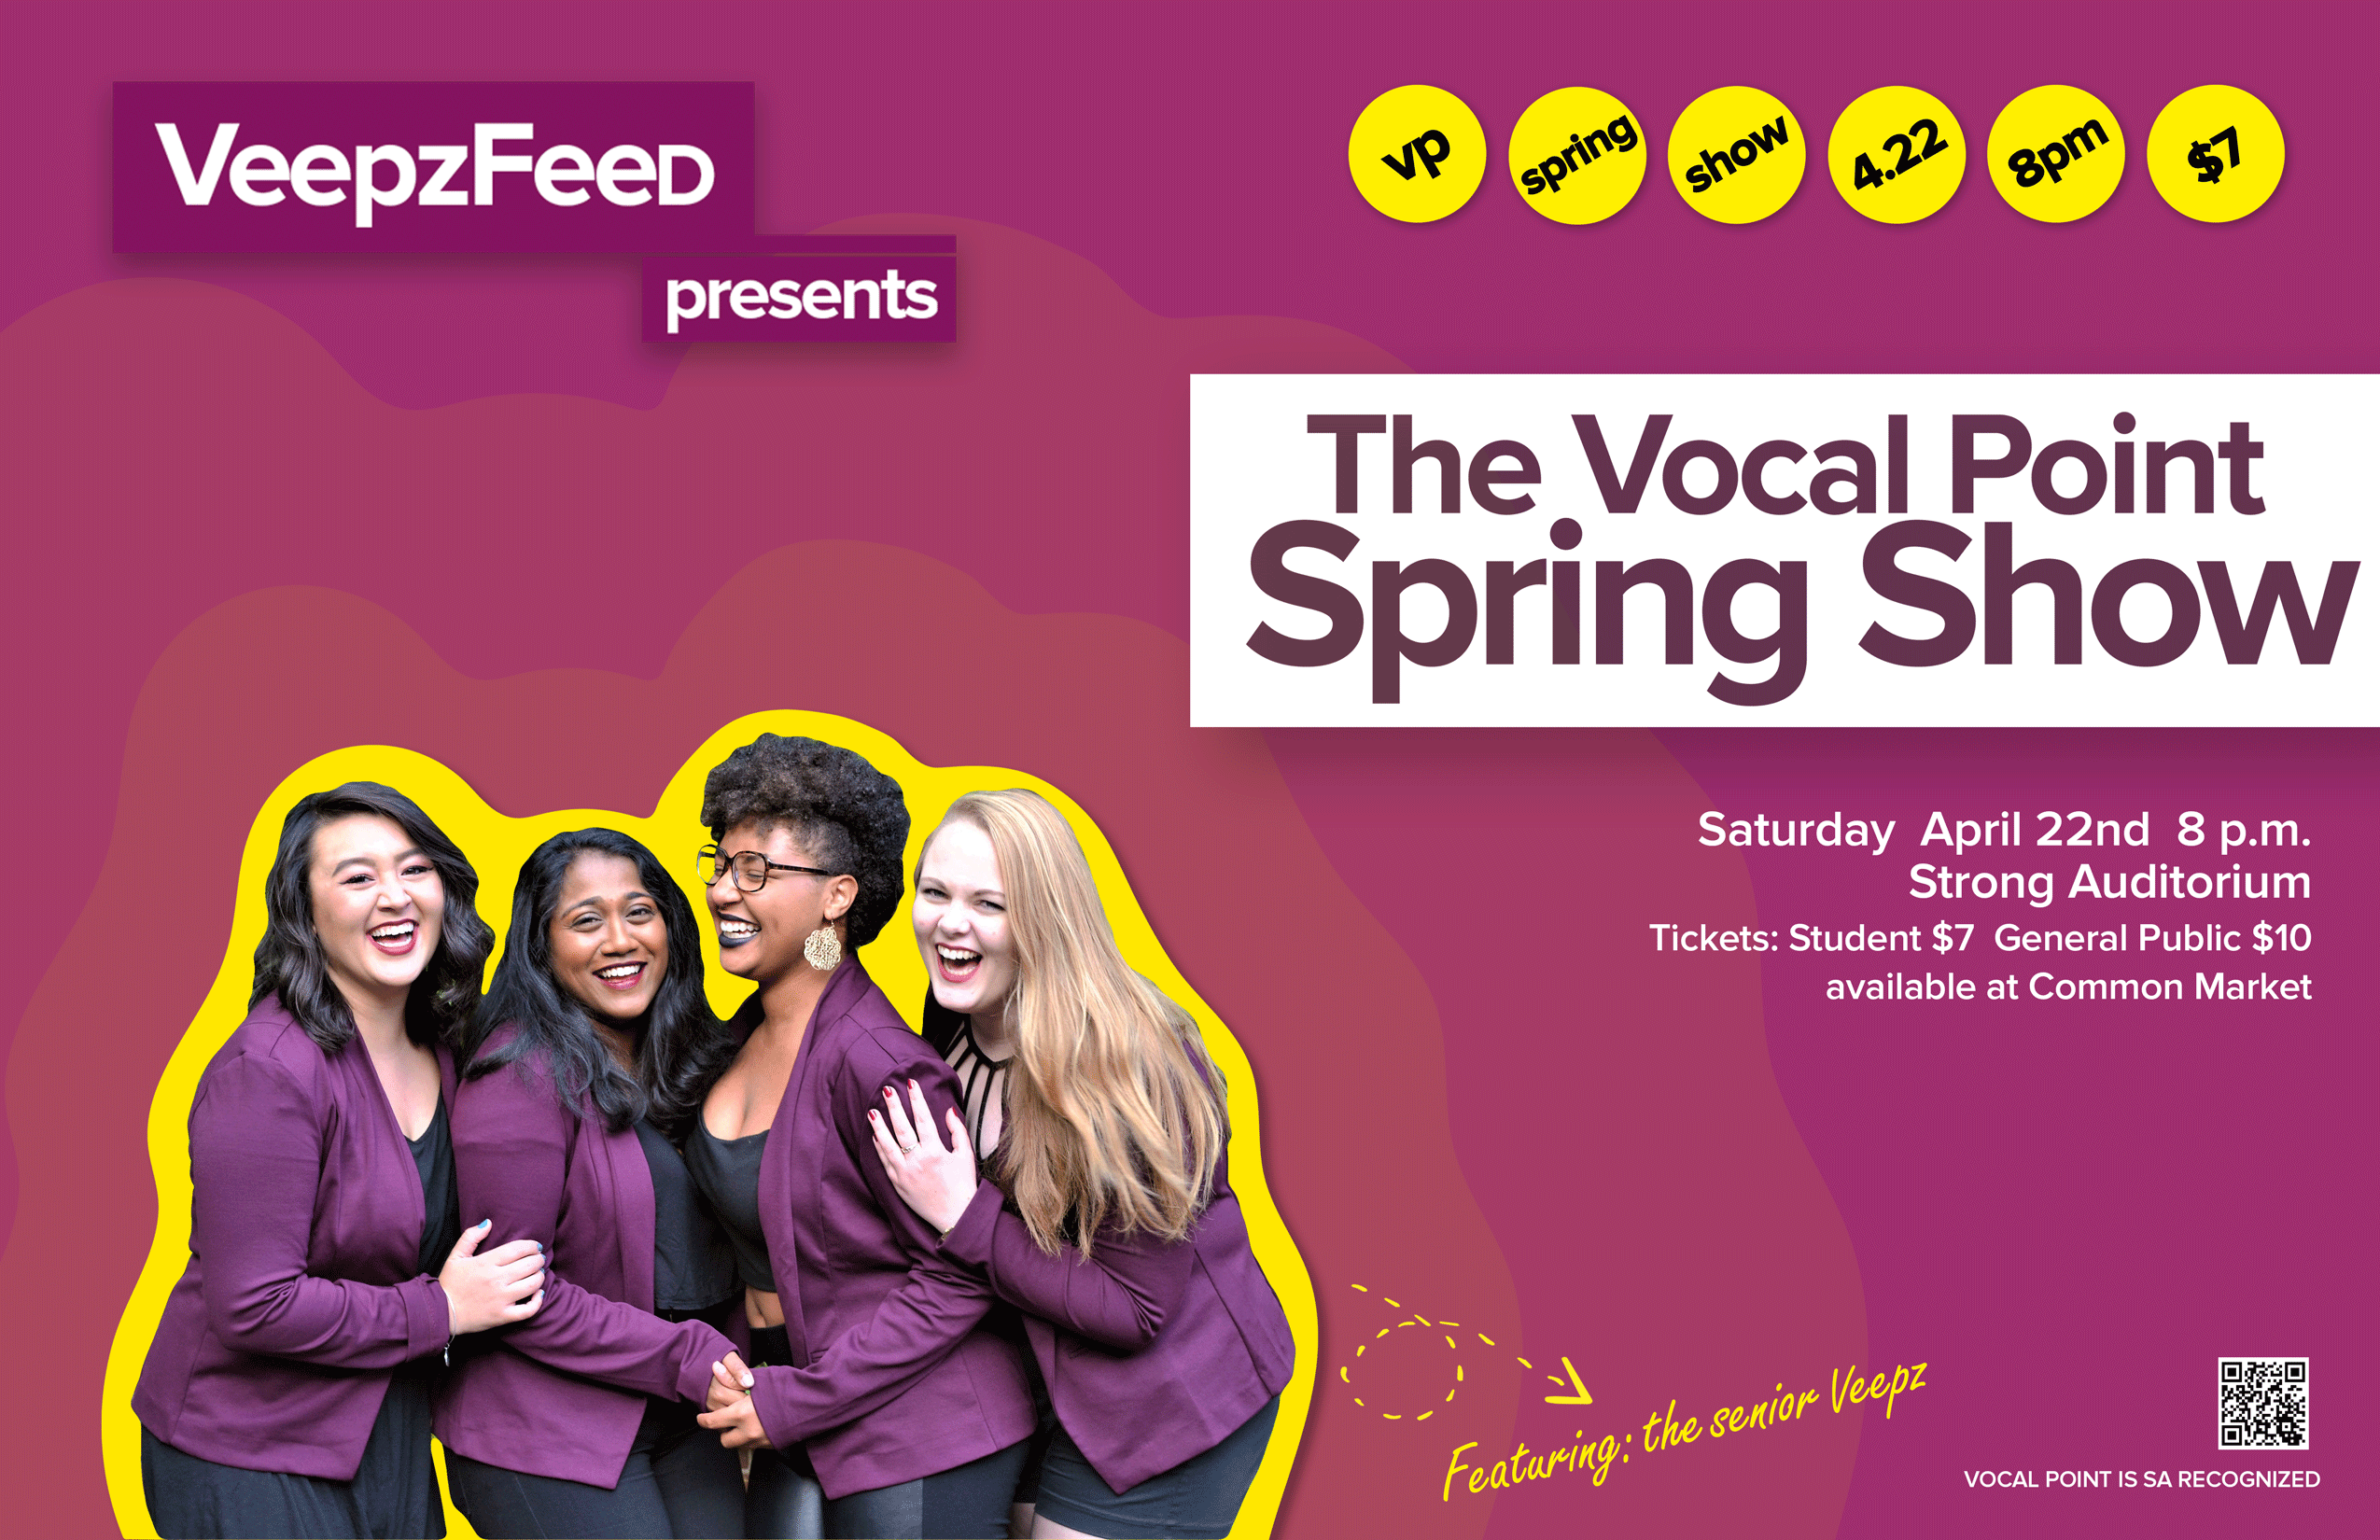 VeepzFeed
presents
vp
spring
show
4.22
8pm
$7
The Vocal Point
Spring Show
Saturday April 22nd 8 p.m.
Strong Auditorium
Tickets: Student $7 General Public $10
available at Common Market
Featuring: the senior Veepz
VOCAL POINT IS SA RECOGNIZED